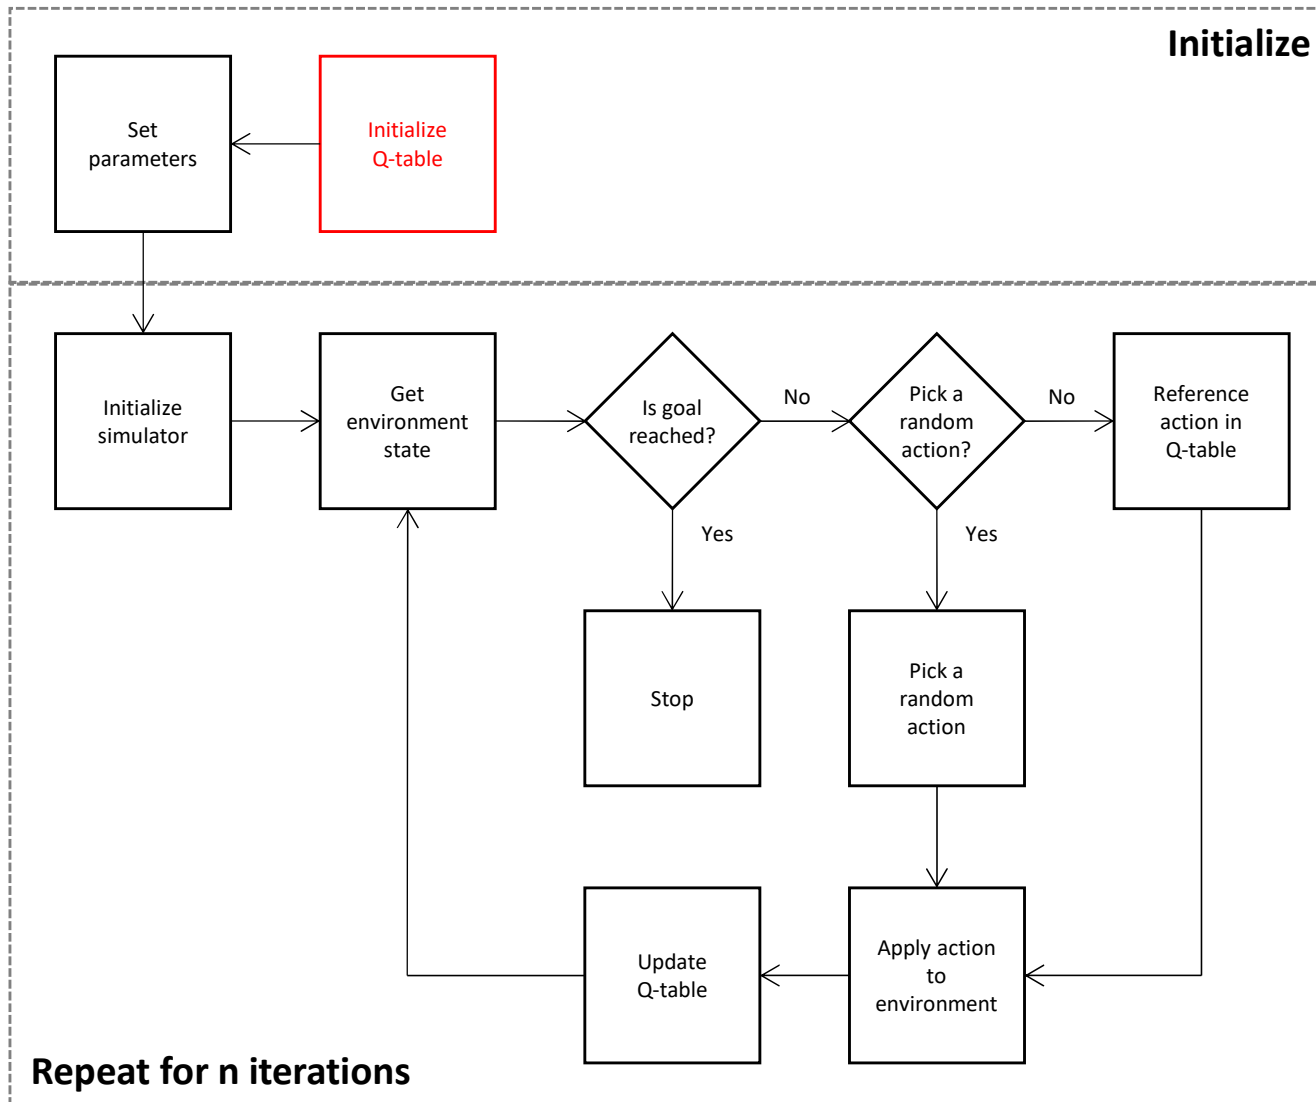 Initialize
Set
parameters
Initialize
Q-table
Initialize
simulator
Get
environment
state
Is goal
reached?
No
Pick a
random
action?
No
Reference
action in
Q-table
Yes
Yes
Stop
Pick a
random
action
Update
Q-table
Apply action
to
environment
Repeat for n iterations